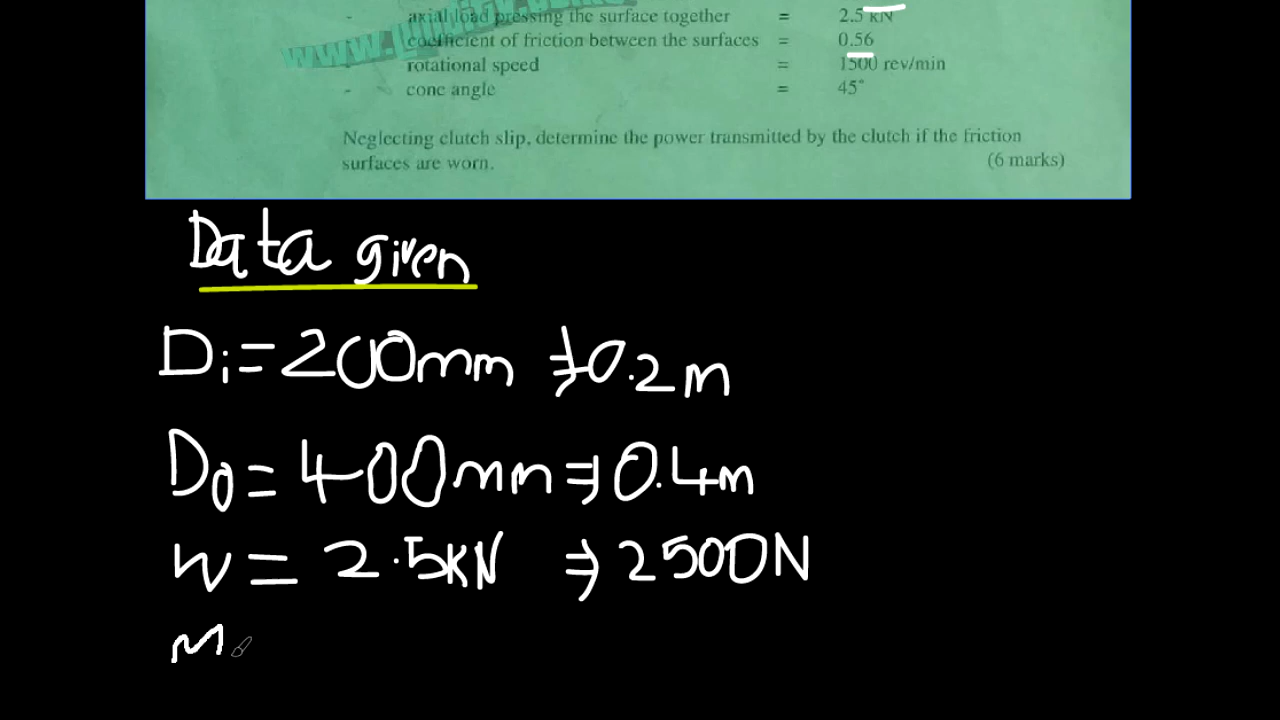 - axial load pressing the surface together = 2.5 kN
- coefficient of friction between the surfaces = 0.56
rotational speed = 1500 rev/min
- cone angle = 45°
Neglecting clutch slip, determine the power transmitted by the clutch if the friction
surfaces are worn. (6 marks)
Data given
Di = 200mm ⇒ 0.2 m
D0 = 400mm ⇒ 0.4m
W = 2.5KN ⇒ 2500N
M